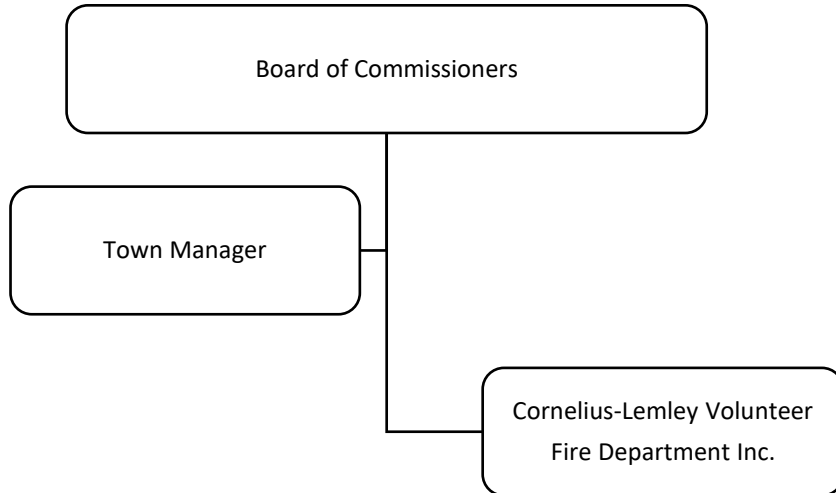 Board of Commissioners
Town Manager
Cornelius-Lemley Volunteer
Fire Department Inc.